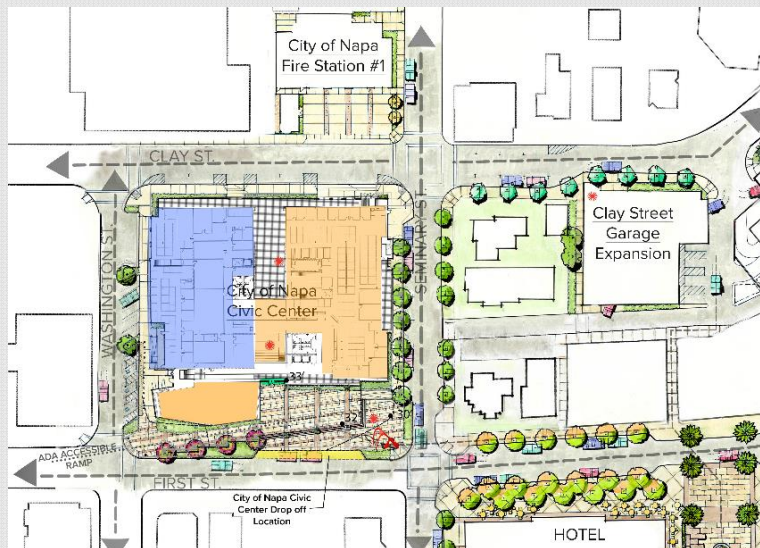 City of Napa
Fire Station #1
CLAY ST.
Clay Street
Garage
Expansion
WASHINGTON ST.
SEMINARY ST.
City of Napa
Civic Center
33'
32'
ADA ACCESSIBLE
RAMP
FIRST ST.
City of Napa Civic
Center Drop off
Location
HOTEL